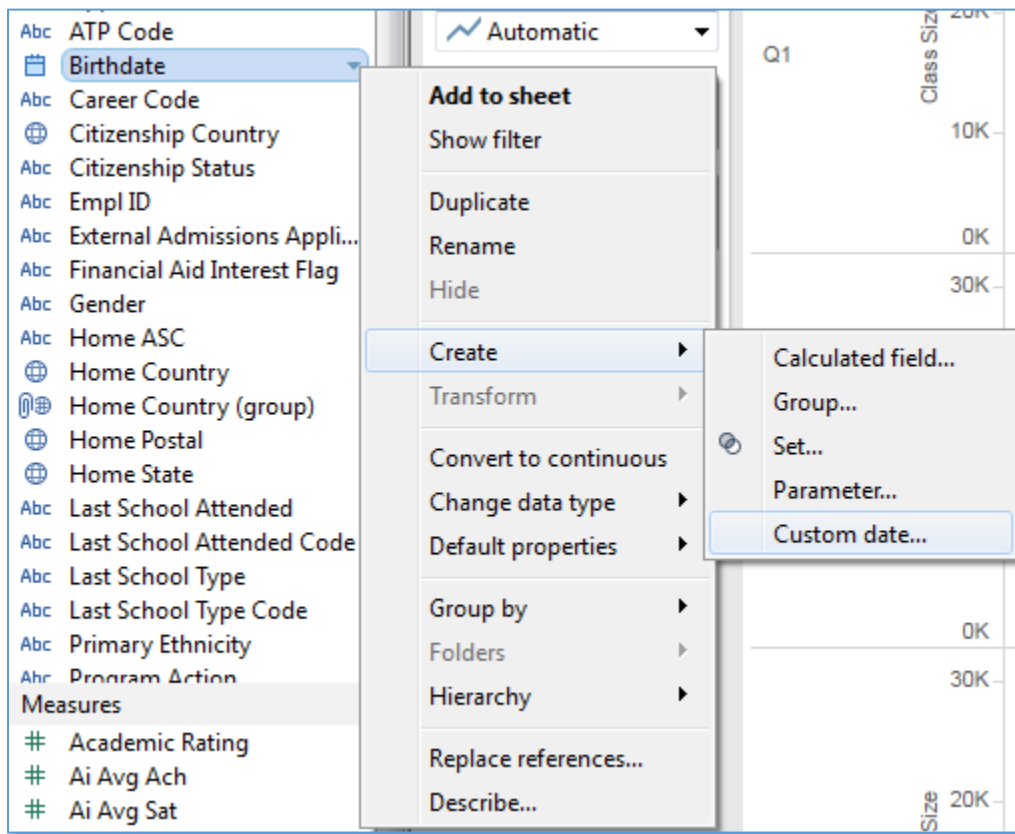 Abc ATP Code
Birthdate
Abc Career Code
Citizenship Country
Abc Citizenship Status
Abc Empl ID
Abc External Admissions Appli...
Abc Financial Aid Interest Flag
Abc Gender
Abc Home ASC
Home Country
Home Country (group)
Home Postal
Home State
Abc Last School Attended
Abc Last School Attended Code
Abc Last School Type
Abc Last School Type Code
Abc Primary Ethnicity
Abc Program Action
Measures
# Academic Rating
# Ai Avg Ach
# Ai Avg Sat
Automatic
Add to sheet
Show filter
Duplicate
Rename
Hide
Create
Transform
Convert to continuous
Change data type
Default properties
Group by
Folders
Hierarchy
Replace references...
Describe...
Calculated field...
Group...
Set...
Parameter...
Custom date...
Q1
Class Size
20K
10K
0K
30K
0K
30K
Size
20K